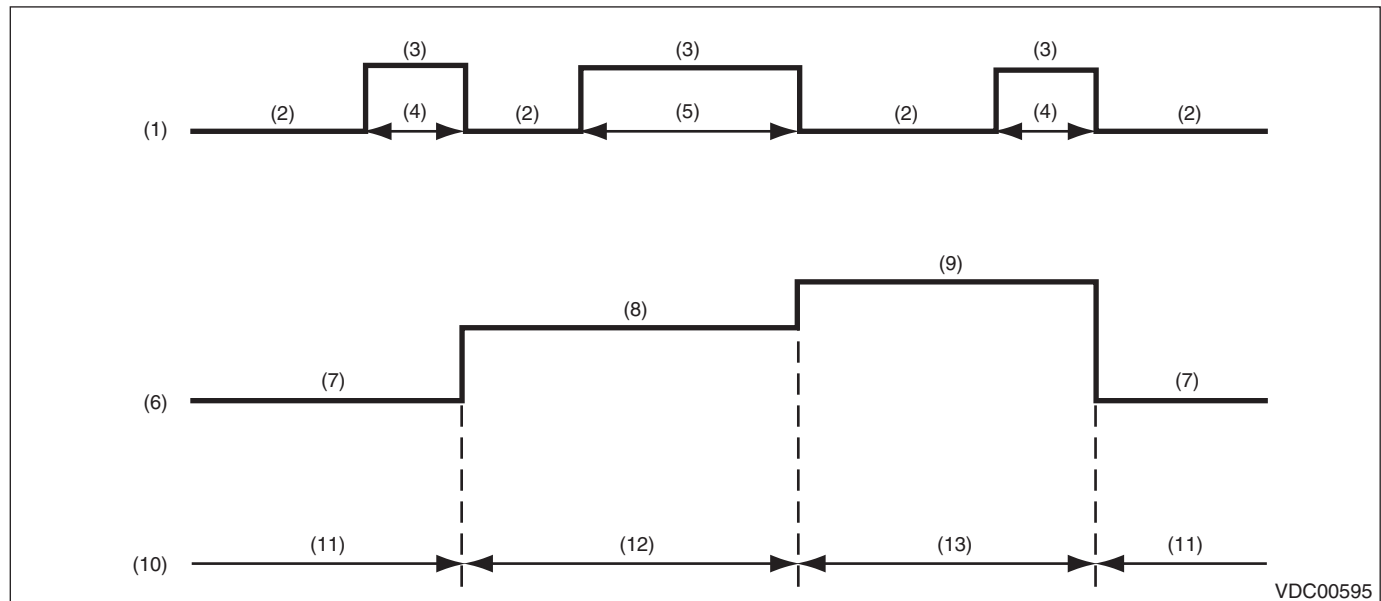 (3) (3) (3)
(2) (4) (2) (5) (2) (4) (2)
(1)
(9)
(8)
(7) (7)
(6)
(11) (12) (13) (11)
(10)
VDC00595